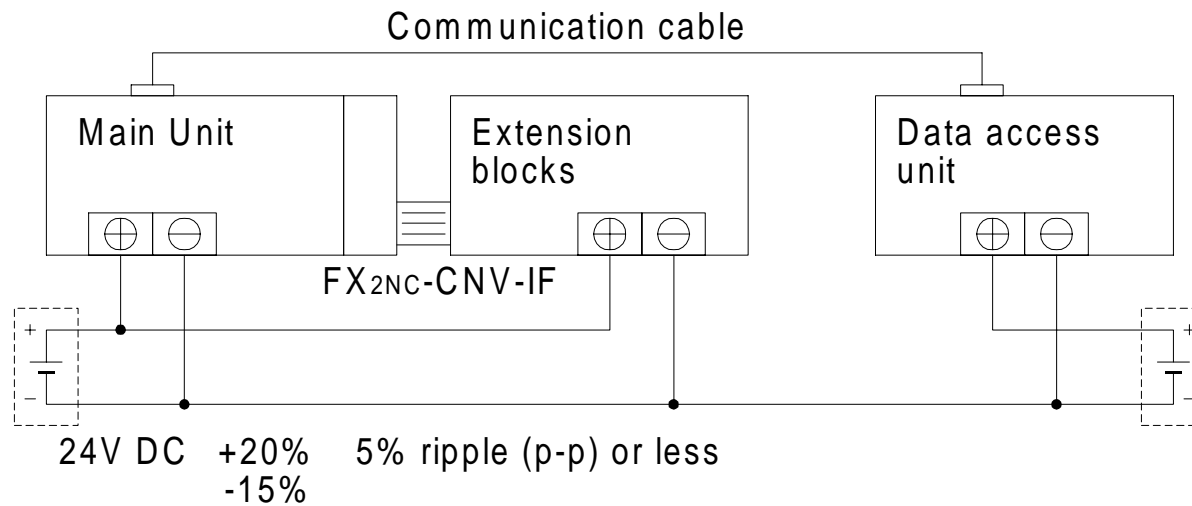 Communication cable
Main Unit
Extension
blocks
Data access
unit
FX2NC-CNV-IF
+
-
+
-
24V DC +20% 5% ripple (p-p) or less
-15%